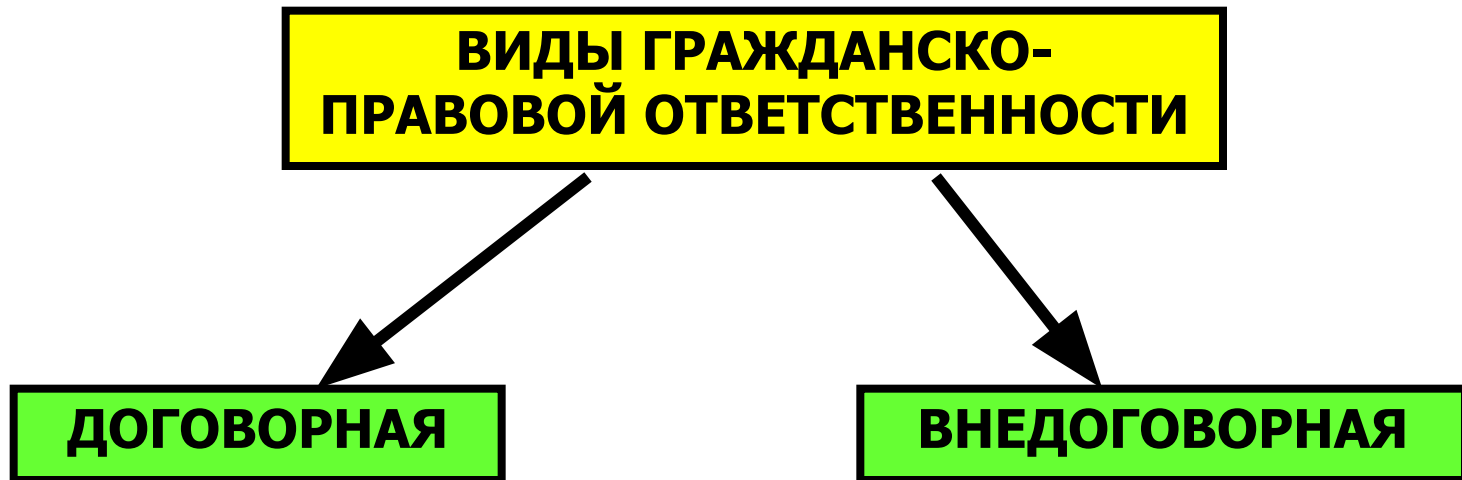 ВИДЫ ГРАЖДАНСКО-
ПРАВОВОЙ ОТВЕТСТВЕННОСТИ
ДОГОВОРНАЯ
ВНЕДОГОВОРНАЯ